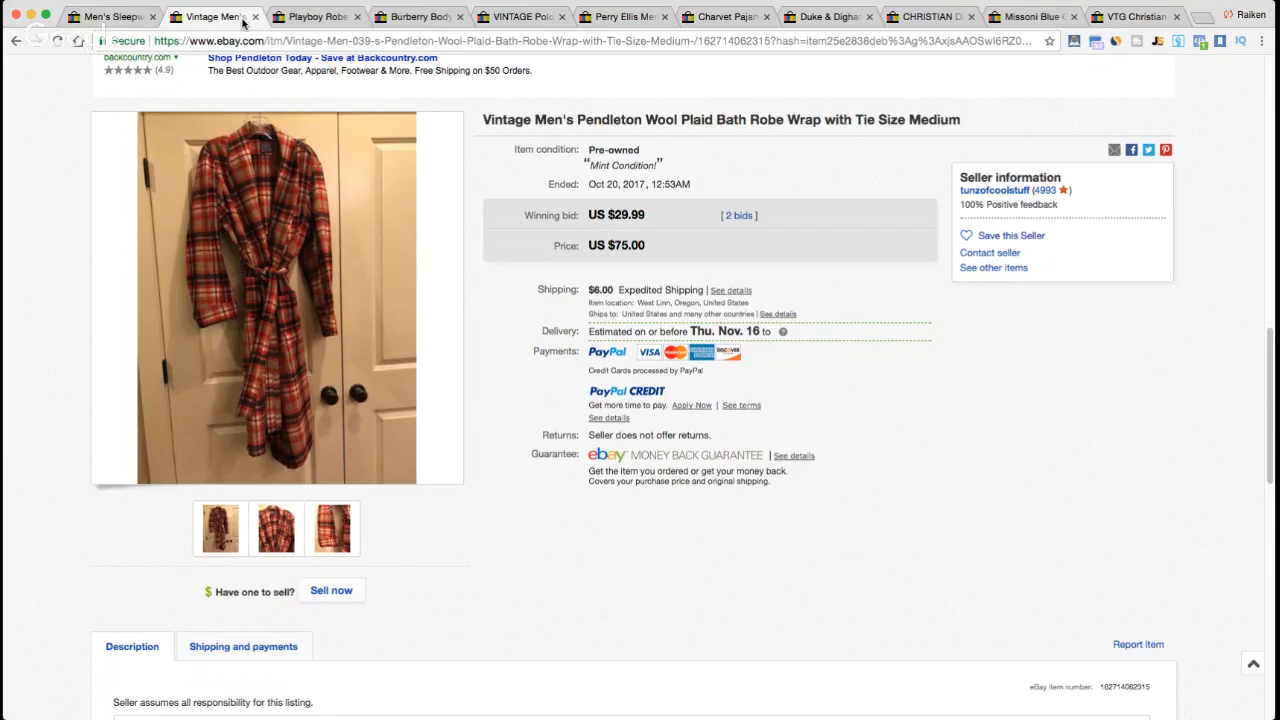 Men's Sleepw
Vintage Men's
Playboy Robe
Burberry Body
VINTAGE Polo
Perry Ellis Me
Charvet Pajan
Duke & Dighan
CHRISTIAN D
Missoni Blue
VTG Christian
Raiken
Secure
https://www.ebay.com/itm/Vintage-Men-039-s-Pendleton-Wool-Plaid-Bath-Robe-Wrap-with-Tie-Size-Medium-/162714062315?hash=item25e2838deb%3Ag%3AxjsAAOSwI6RZ0...
backcountry.com
Shop Pendleton Today - Save at Backcountry.com
(4.9)
The Best Outdoor Gear, Apparel, Footwear & More. Free Shipping on $50 Orders.
Vintage Men's Pendleton Wool Plaid Bath Robe Wrap with Tie Size Medium
Item condition: Pre-owned
“Mint Condition!”
Ended: Oct 20, 2017 , 12:53AM
Winning bid: US $29.99 [ 2 bids ]
Price: US $75.00
Shipping: $6.00 Expedited Shipping | See details
Item location: West Linn, Oregon, United States
Ships to: United States and many other countries | See details
Delivery: Estimated on or before Thu. Nov. 16 to
Payments: PayPal VISA MasterCard AMERICAN EXPRESS DISCOVER
Credit Cards processed by PayPal
PayPal CREDIT
Get more time to pay. Apply Now | See terms
See details
Returns: Seller does not offer returns.
Guarantee: ebay MONEY BACK GUARANTEE | See details
Get the item you ordered or get your money back.
Covers your purchase price and original shipping.
Seller information
tunzofcoolstuff (4993 )
100% Positive feedback
Save this Seller
Contact seller
See other items
$ Have one to sell? Sell now
Description
Shipping and payments
Report item
eBay item number: 162714062315
Seller assumes all responsibility for this listing.